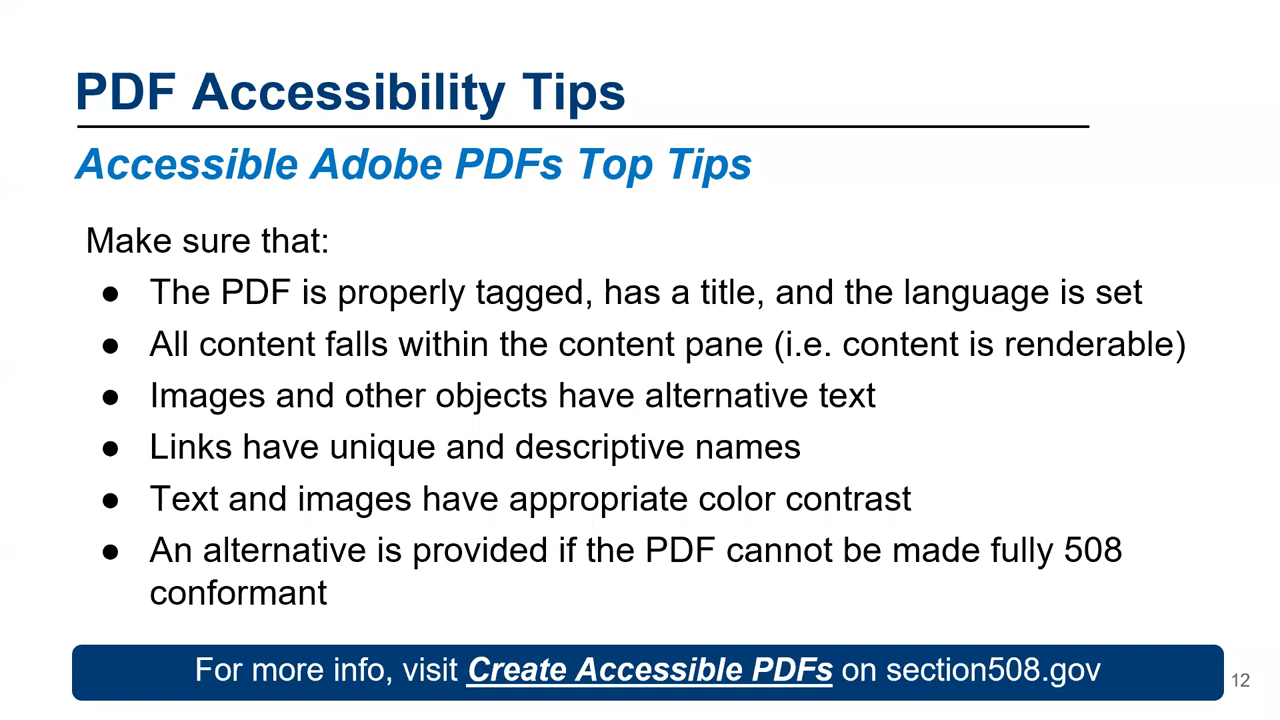 PDF Accessibility Tips
Accessible Adobe PDFs Top Tips
Make sure that:
● The PDF is properly tagged, has a title, and the language is set
● All content falls within the content pane (i.e. content is renderable)
● Images and other objects have alternative text
● Links have unique and descriptive names
● Text and images have appropriate color contrast
● An alternative is provided if the PDF cannot be made fully 508
conformant
For more info, visit Create Accessible PDFs on section508.gov
12